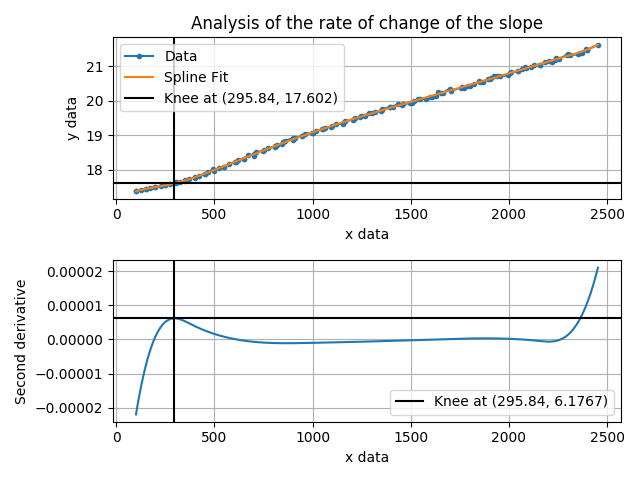 Analysis of the rate of change of the slope
Data
Spline Fit
Knee at (295.84, 17.602)
21
20
19
18
y data
0 500 1000 1500 2000 2500
x data
0.00002
0.00001
0.00000
−0.00001
−0.00002
Second derivative
Knee at (295.84, 6.1767)
0 500 1000 1500 2000 2500
x data